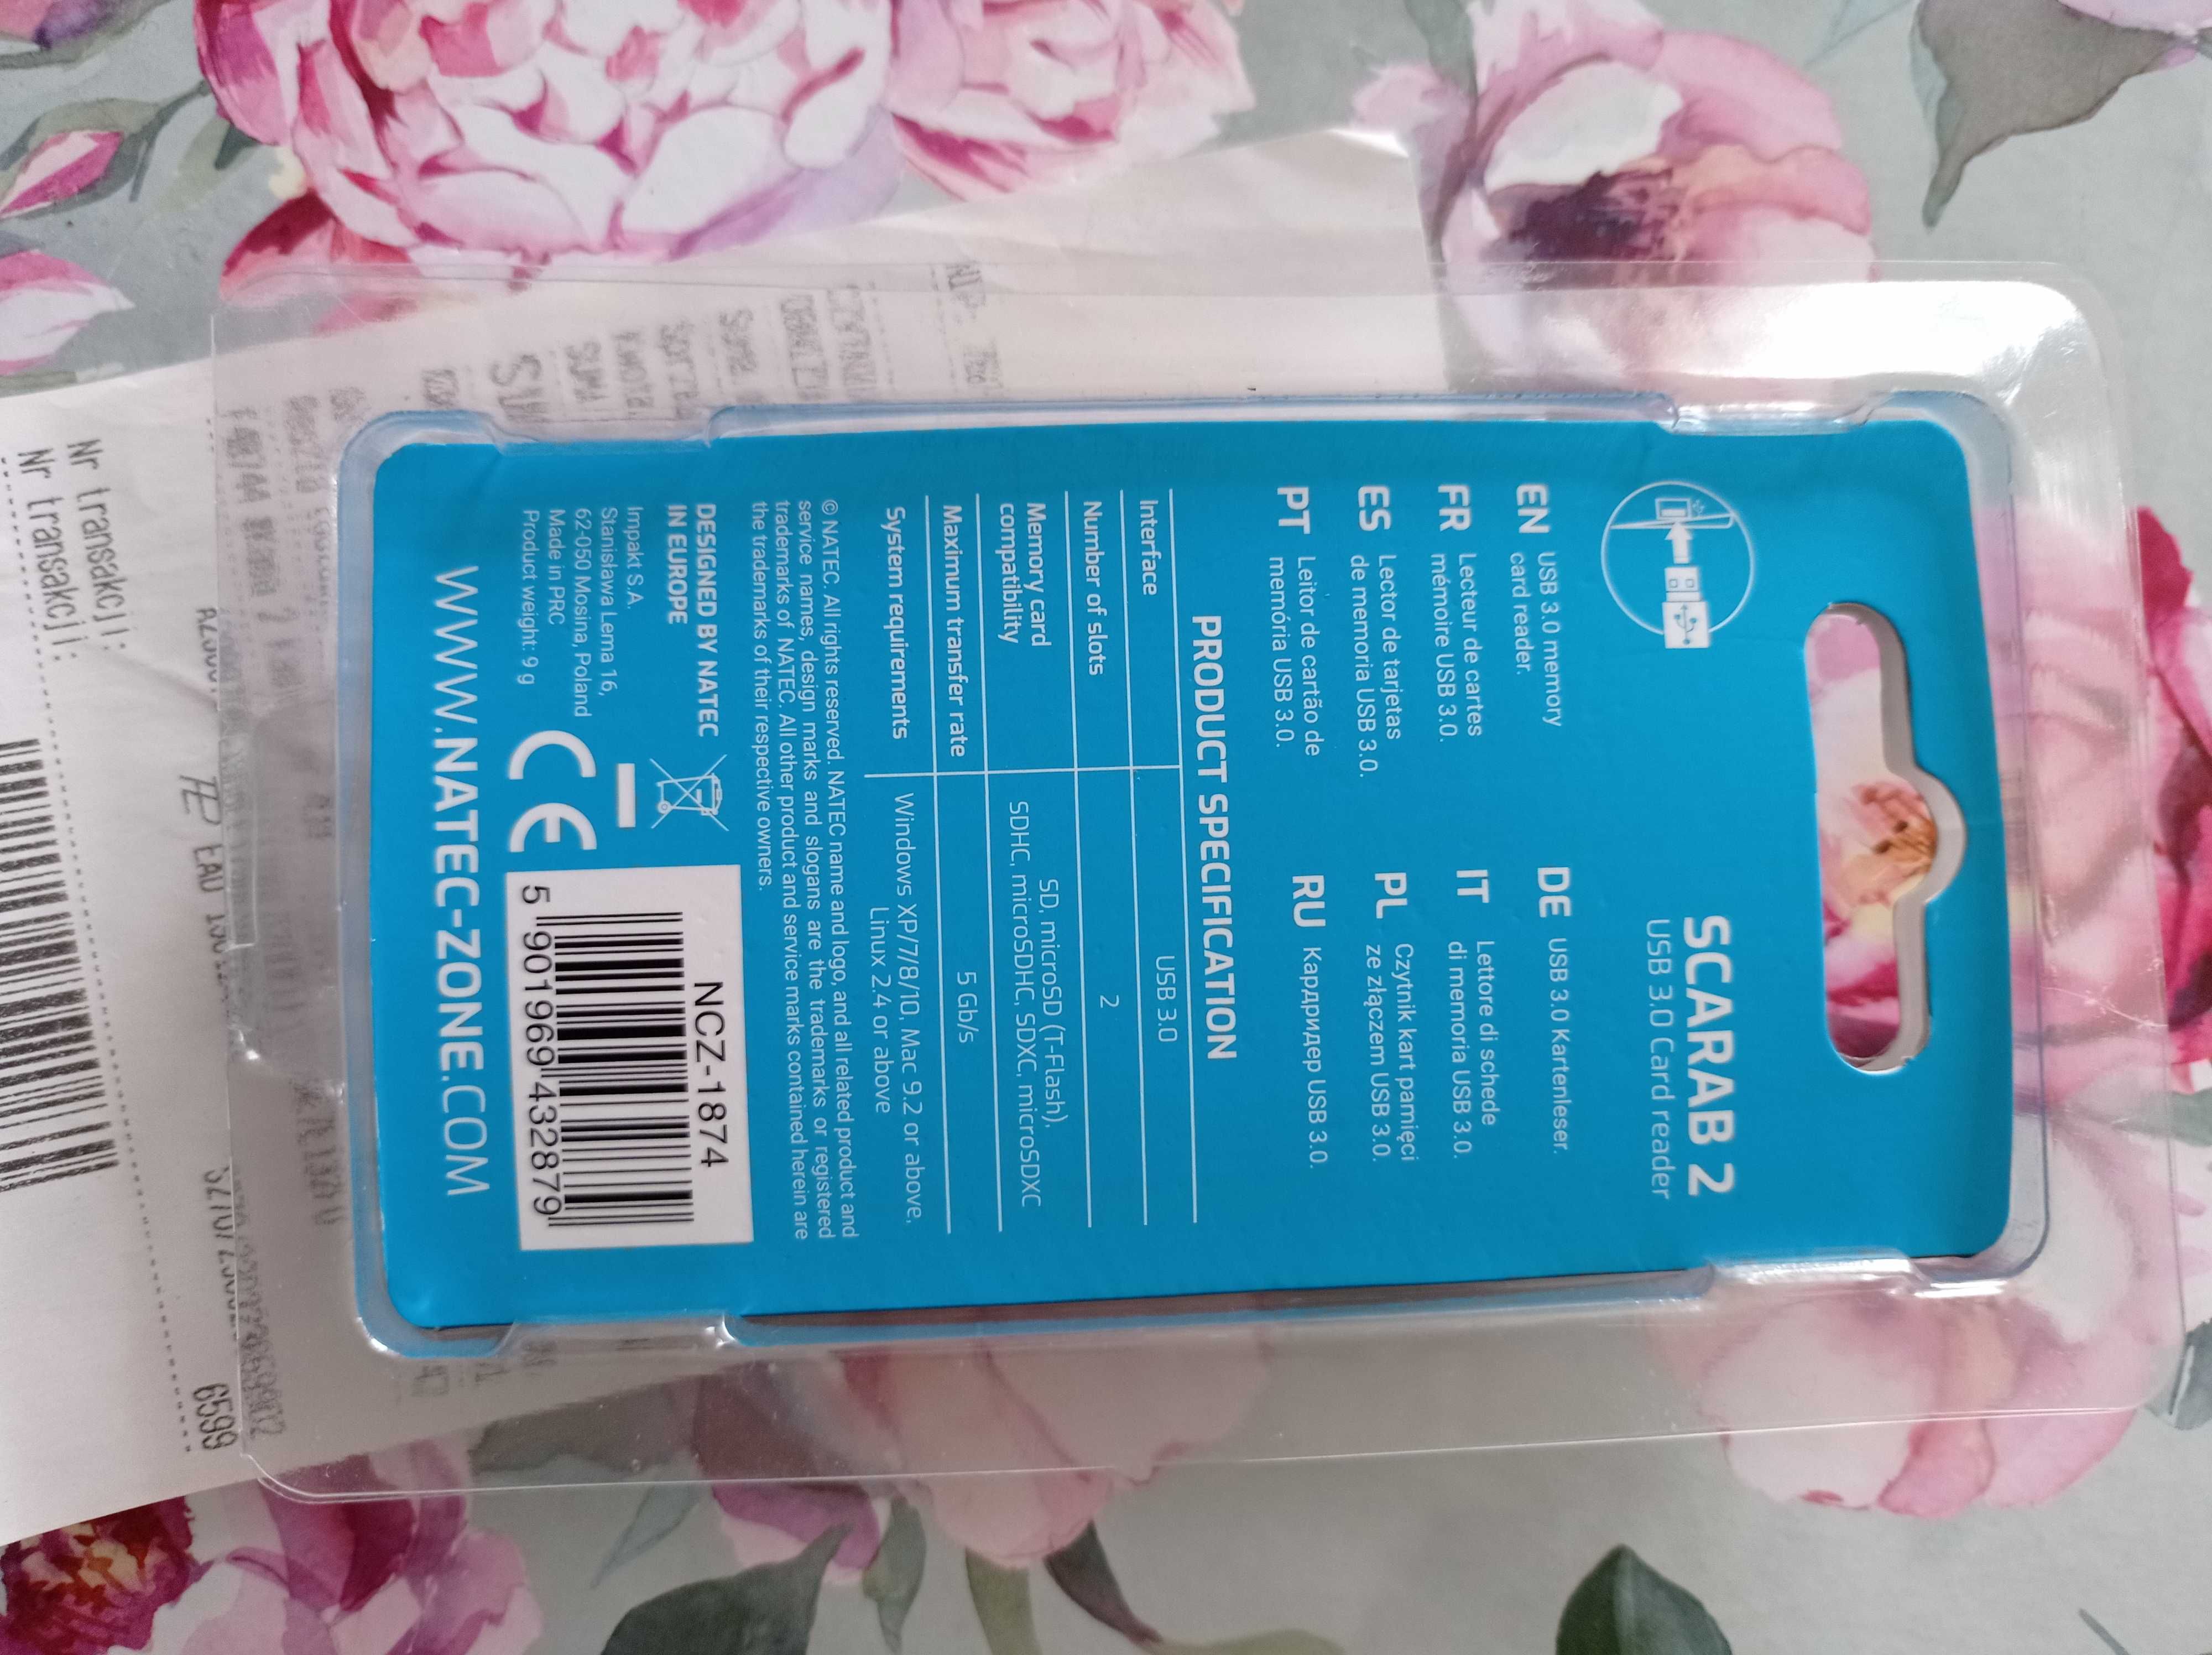 SCARAB 2
USB 3.0 Card reader
EN USB 3.0 memory
card reader.
DE USB 3.0 Kartenleser.
FR Lecteur de cartes
mémoire USB 3.0.
IT Lettore di schede
di memoria USB 3.0.
ES Lector de tarjetas
de memoria USB 3.0.
PL Czytnik kart pamięci
ze złączem USB 3.0.
PT Leitor de cartão de
memória USB 3.0.
RU Кардридер USB 3.0.
PRODUCT SPECIFICATION
Interface USB 3.0
Number of slots 2
Memory card
compatibility
SD, microSD (T-Flash),
SDHC, microSDHC, SDXC, microSDXC
Maximum transfer rate 5 Gb/s
System requirements Windows XP/7/8/10, Mac 9.2 or above,
Linux 2.4 or above
© NATEC. All rights reserved. NATEC name and logo, and all related product and
service names, design marks and slogans are the trademarks or registered
trademarks of NATEC. All other product and service marks contained herein are
the trademarks of their respective owners.
DESIGNED BY NATEC
IN EUROPE
Impakt S.A.
Stanisława Lema 16,
62-050 Mosina, Poland
Made in PRC
Product weight: 9 g
CE
NCZ-1874
5 901969 432879
WWW.NATEC-ZONE.COM
6599
Nr transakcji:
Nr transakcji: